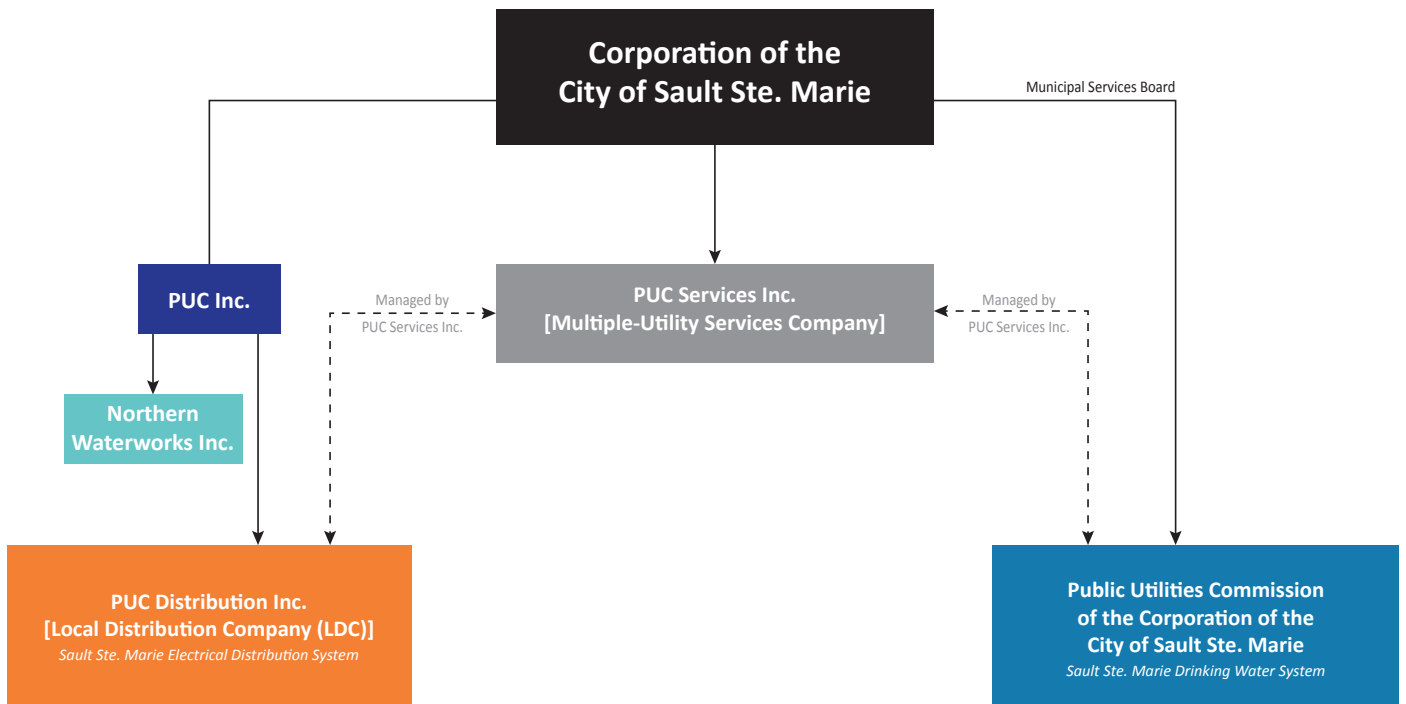 Corporation of the
City of Sault Ste. Marie
Municipal Services Board
PUC Inc.
Managed by
PUC Services Inc.
PUC Services Inc.
[Multiple-Utility Services Company]
Managed by
PUC Services Inc.
Northern
Waterworks Inc.
PUC Distribution Inc.
[Local Distribution Company (LDC)]
Sault Ste. Marie Electrical Distribution System
Public Utilities Commission
of the Corporation of the
City of Sault Ste. Marie
Sault Ste. Marie Drinking Water System